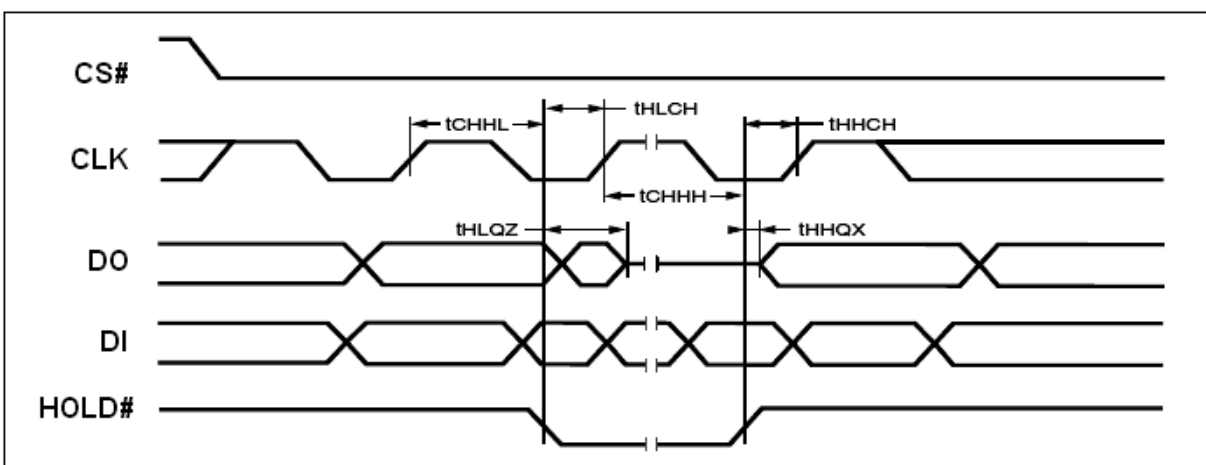 CS#
tCHHL
tHLCH
tHHCH
CLK
tCHHH
tHLQZ
tHHQX
DO
DI
HOLD#